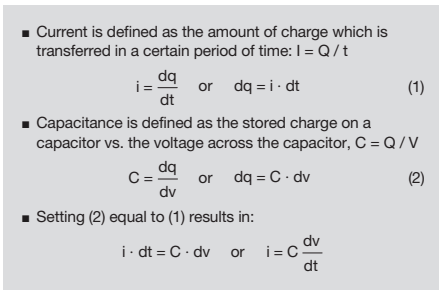 ■ Current is defined as the amount of charge which is
transferred in a certain period of time: I = Q / t
i = dq/dt or dq = i · dt (1)
■ Capacitance is defined as the stored charge on a
capacitor vs. the voltage across the capacitor, C = Q / V
C = dq/dv or dq = C · dv (2)
■ Setting (2) equal to (1) results in:
i · dt = C · dv or i = C dv/dt